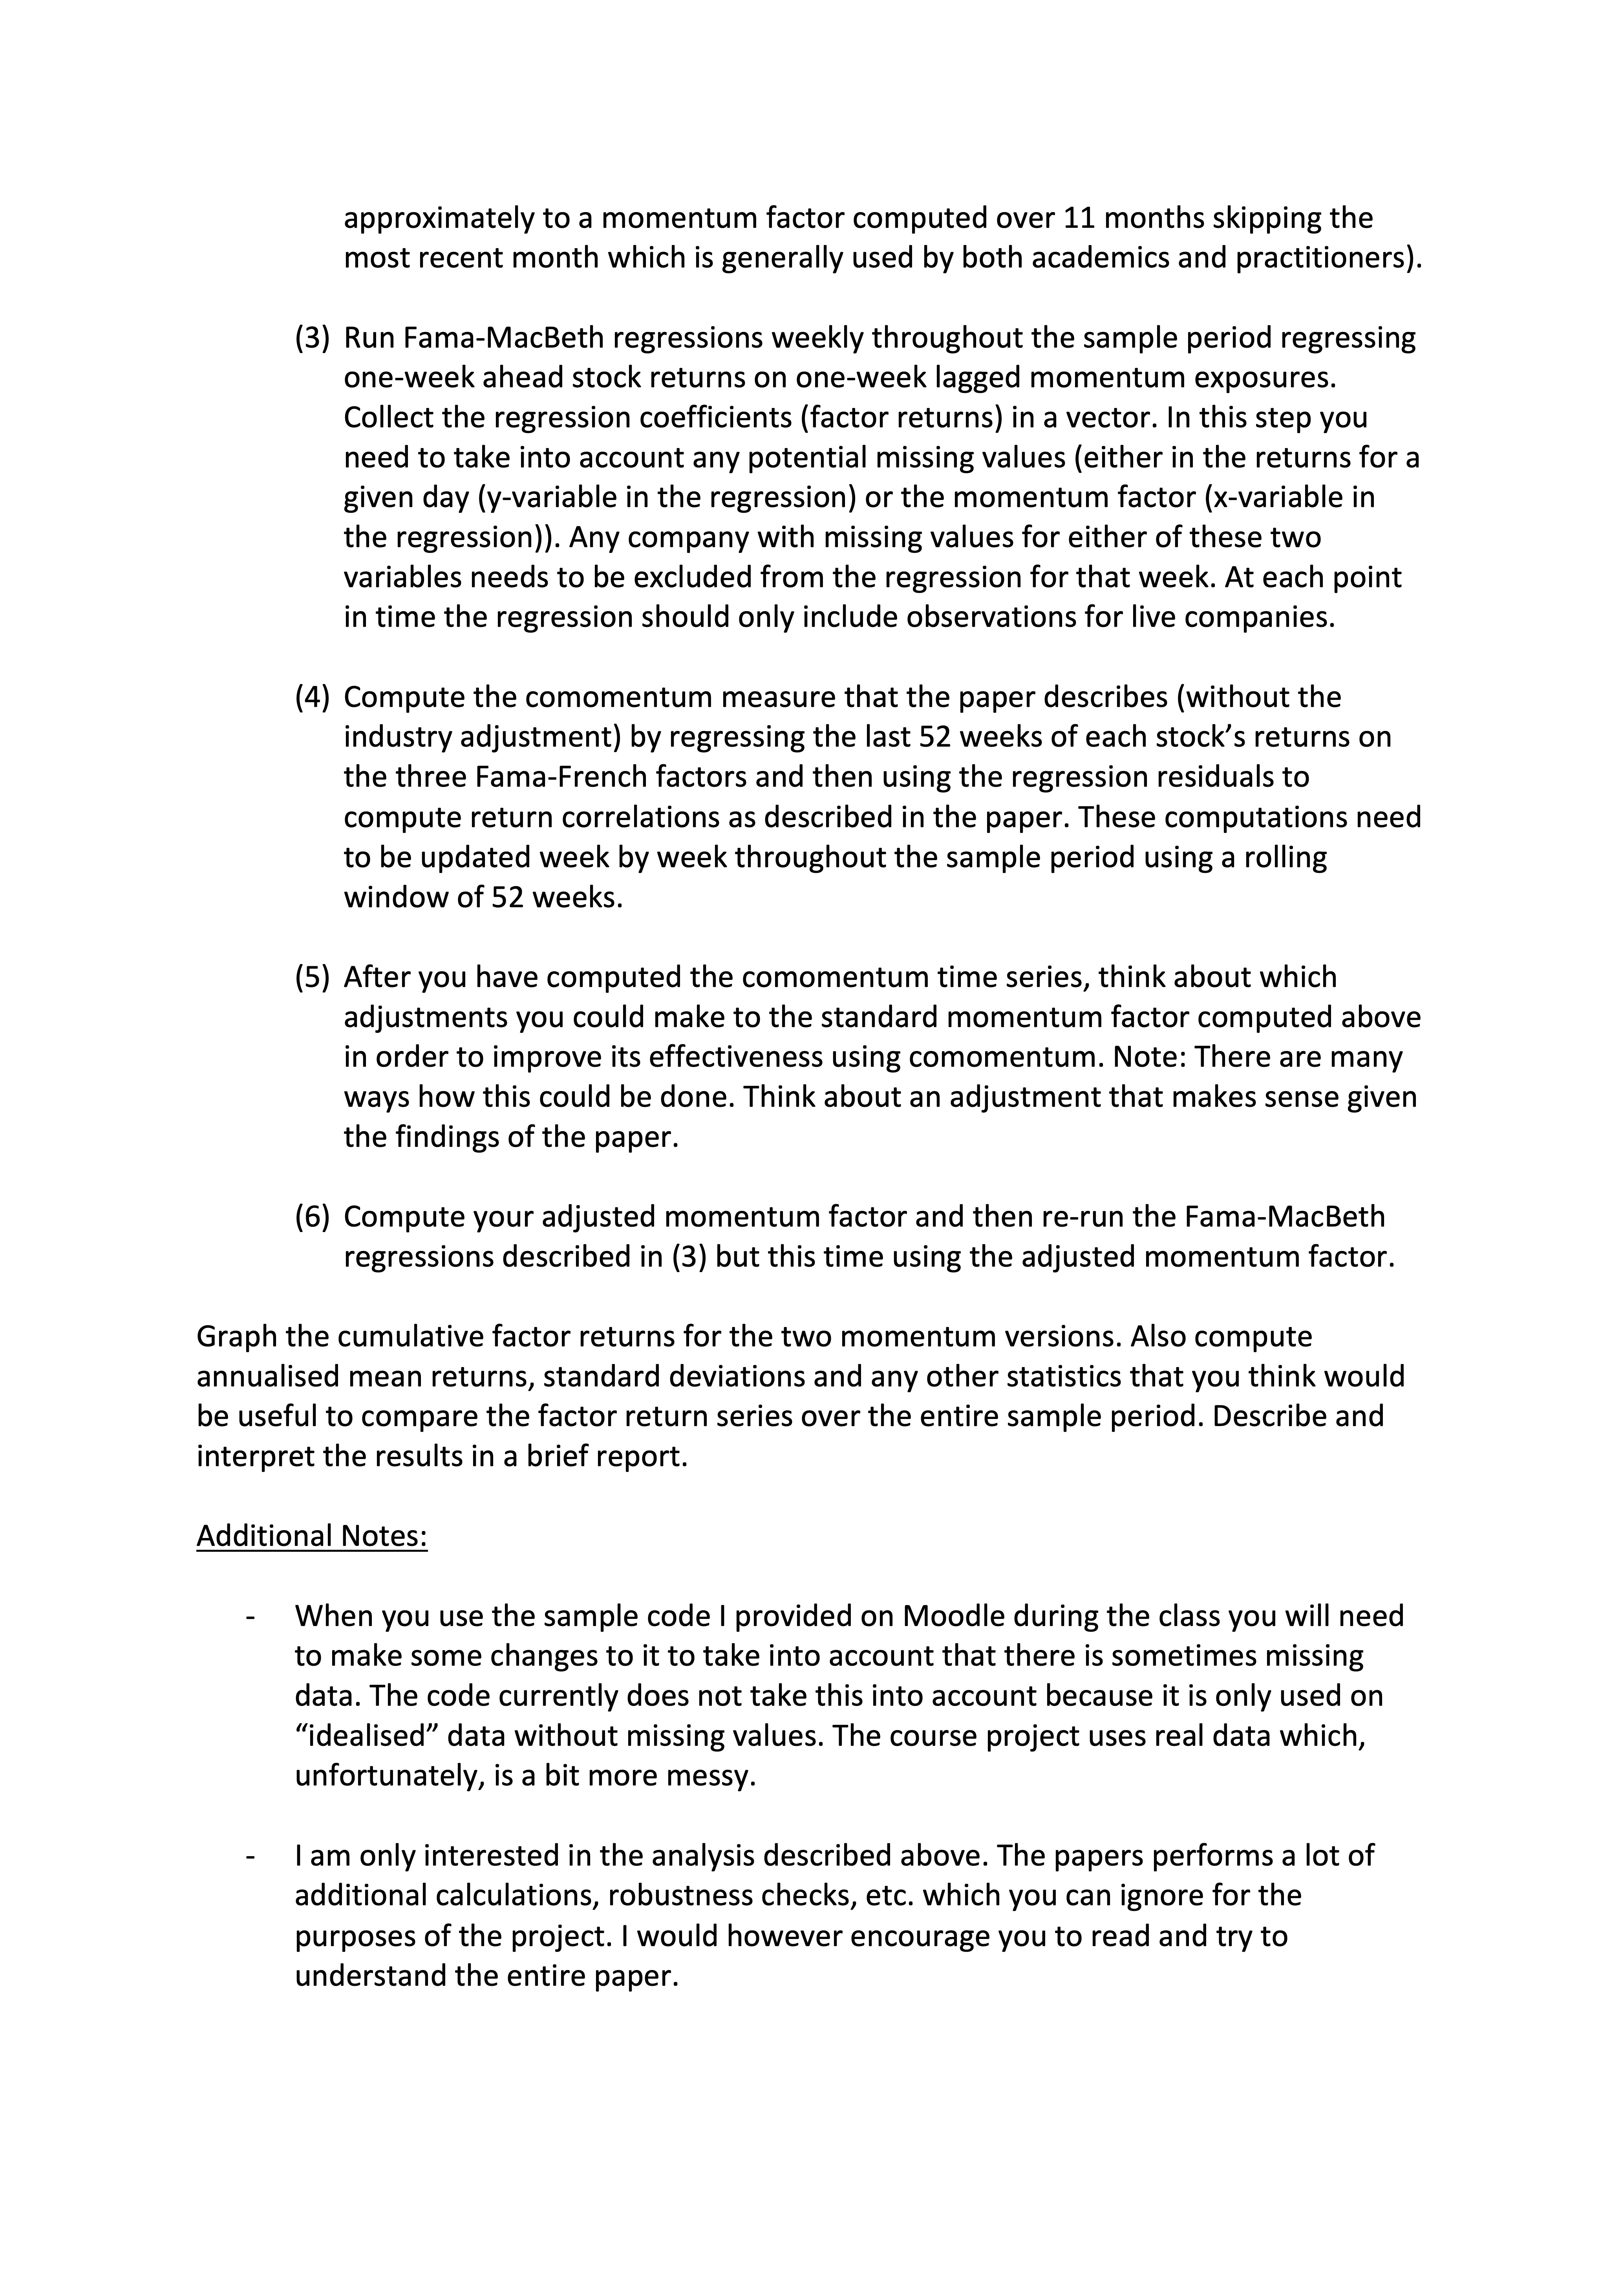 approximately to a momentum factor computed over 11 months skipping the
most recent month which is generally used by both academics and practitioners).
(3) Run Fama-MacBeth regressions weekly throughout the sample period regressing
one-week ahead stock returns on one-week lagged momentum exposures.
Collect the regression coefficients (factor returns) in a vector. In this step you
need to take into account any potential missing values (either in the returns for a
given day (y-variable in the regression) or the momentum factor (x-variable in
the regression)). Any company with missing values for either of these two
variables needs to be excluded from the regression for that week. At each point
in time the regression should only include observations for live companies.
(4) Compute the comomentum measure that the paper describes (without the
industry adjustment) by regressing the last 52 weeks of each stock’s returns on
the three Fama-French factors and then using the regression residuals to
compute return correlations as described in the paper. These computations need
to be updated week by week throughout the sample period using a rolling
window of 52 weeks.
(5) After you have computed the comomentum time series, think about which
adjustments you could make to the standard momentum factor computed above
in order to improve its effectiveness using comomentum. Note: There are many
ways how this could be done. Think about an adjustment that makes sense given
the findings of the paper.
(6) Compute your adjusted momentum factor and then re-run the Fama-MacBeth
regressions described in (3) but this time using the adjusted momentum factor.
Graph the cumulative factor returns for the two momentum versions. Also compute
annualised mean returns, standard deviations and any other statistics that you think would
be useful to compare the factor return series over the entire sample period. Describe and
interpret the results in a brief report.
Additional Notes:
- When you use the sample code I provided on Moodle during the class you will need
to make some changes to it to take into account that there is sometimes missing
data. The code currently does not take this into account because it is only used on
“idealised” data without missing values. The course project uses real data which,
unfortunately, is a bit more messy.
- I am only interested in the analysis described above. The papers performs a lot of
additional calculations, robustness checks, etc. which you can ignore for the
purposes of the project. I would however encourage you to read and try to
understand the entire paper.